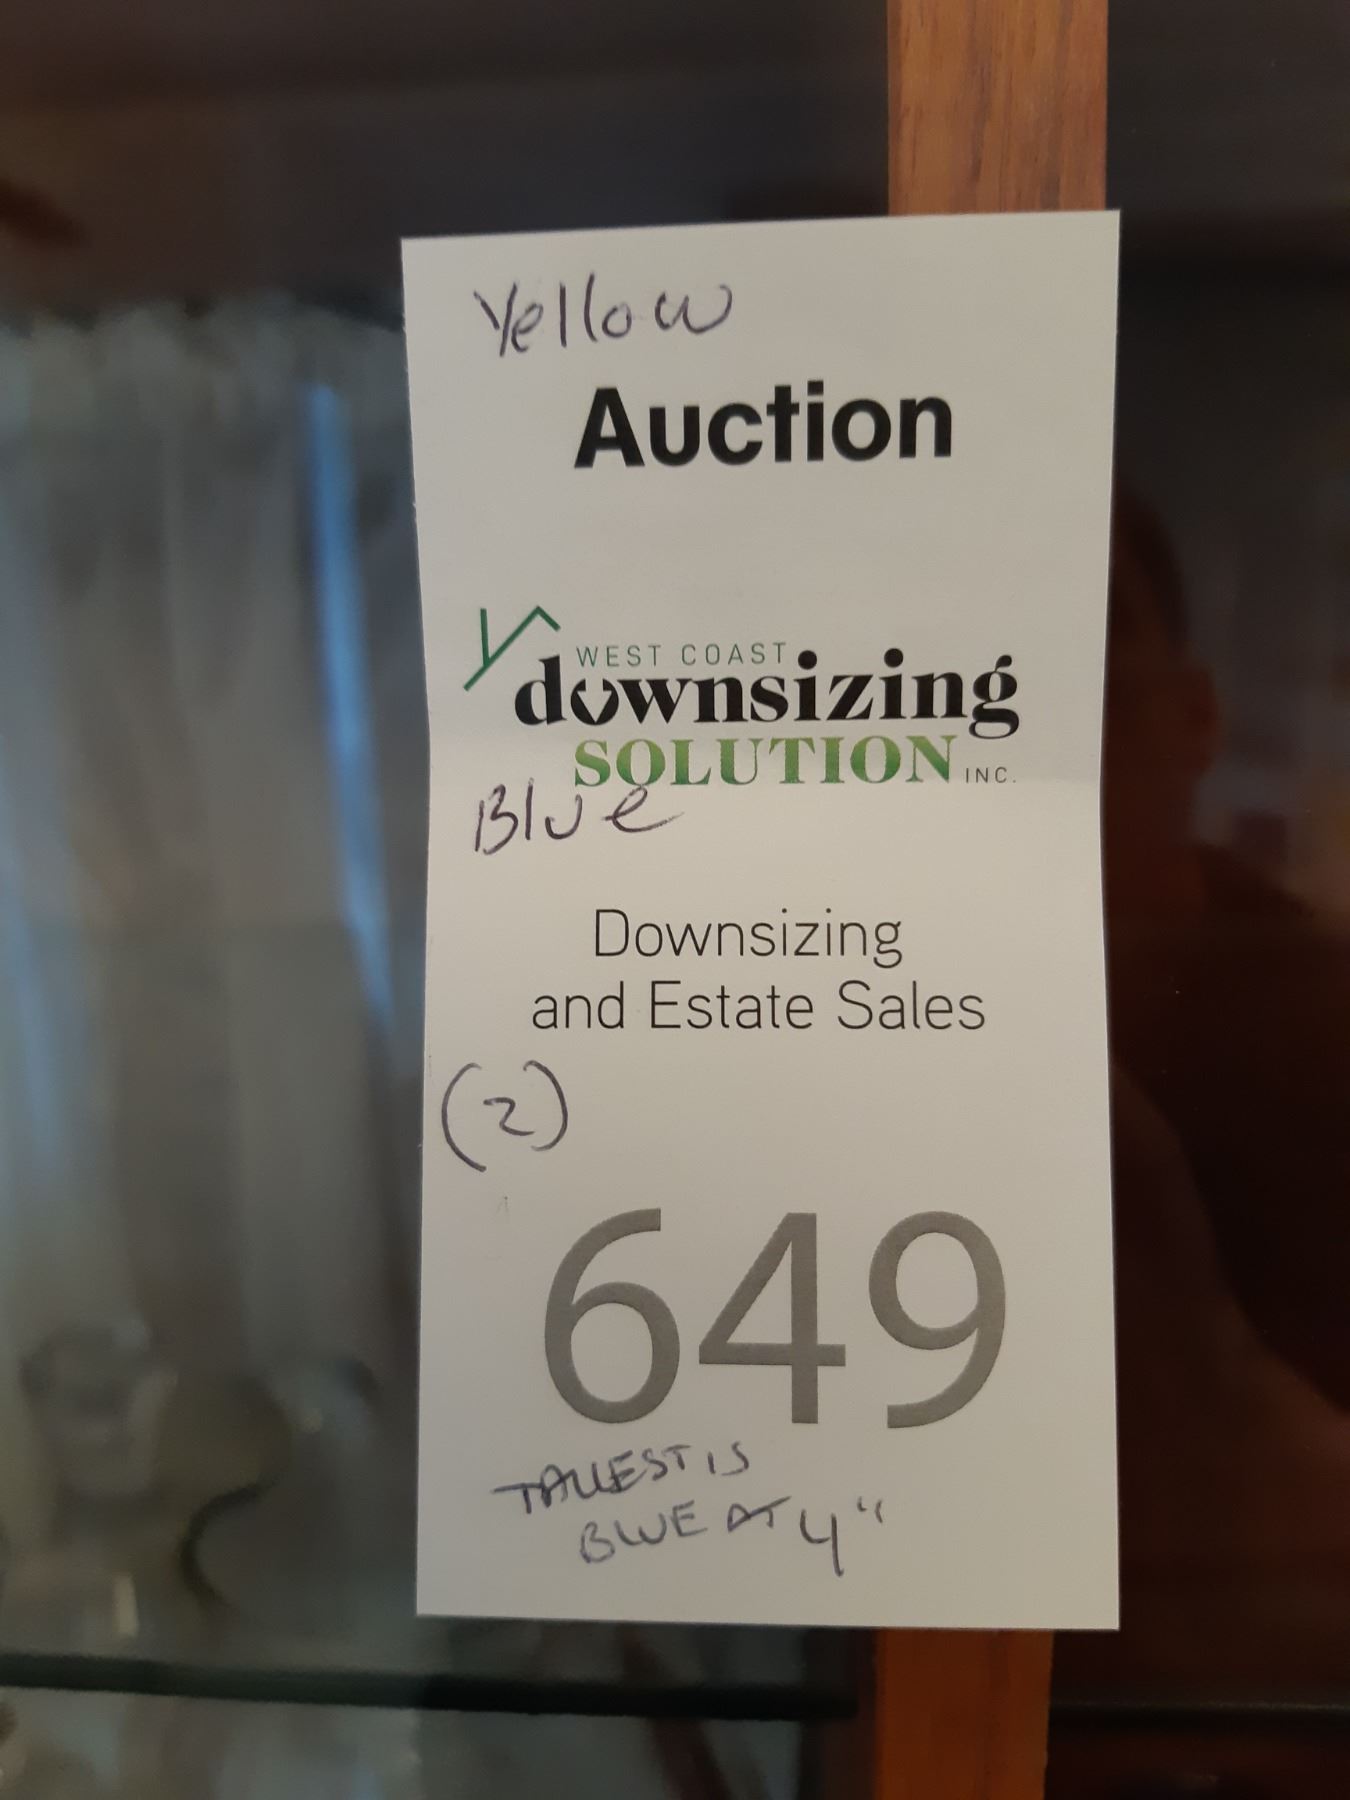 Yellow
Auction
WEST COAST
downsizing
SOLUTION INC.
Blue
Downsizing
and Estate Sales
(2)
649
TALLEST IS
BLUE AT 4"